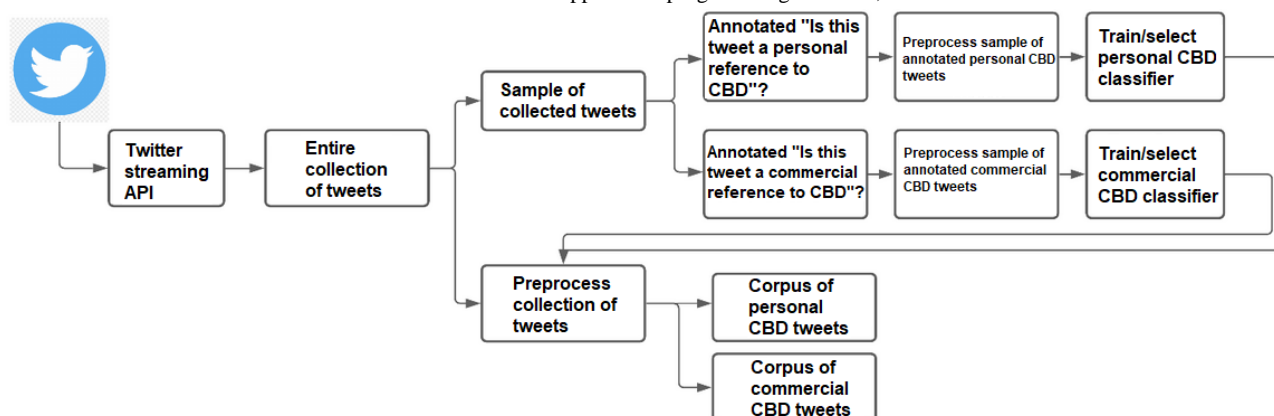 Annotated "Is this
tweet a personal
reference to
CBD"?
Preprocess sample of
annotated personal CBD
tweets
Train/select
personal CBD
classifier
Sample of
collected tweets
Twitter
streaming
API
Entire
collection
of tweets
Annotated "Is this
tweet a commercial
reference to CBD"?
Preprocess sample of
annotated commercial
CBD tweets
Train/select
commercial
CBD classifier
Preprocess
collection of
tweets
Corpus of
personal
CBD tweets
Corpus of
commercial
CBD tweets